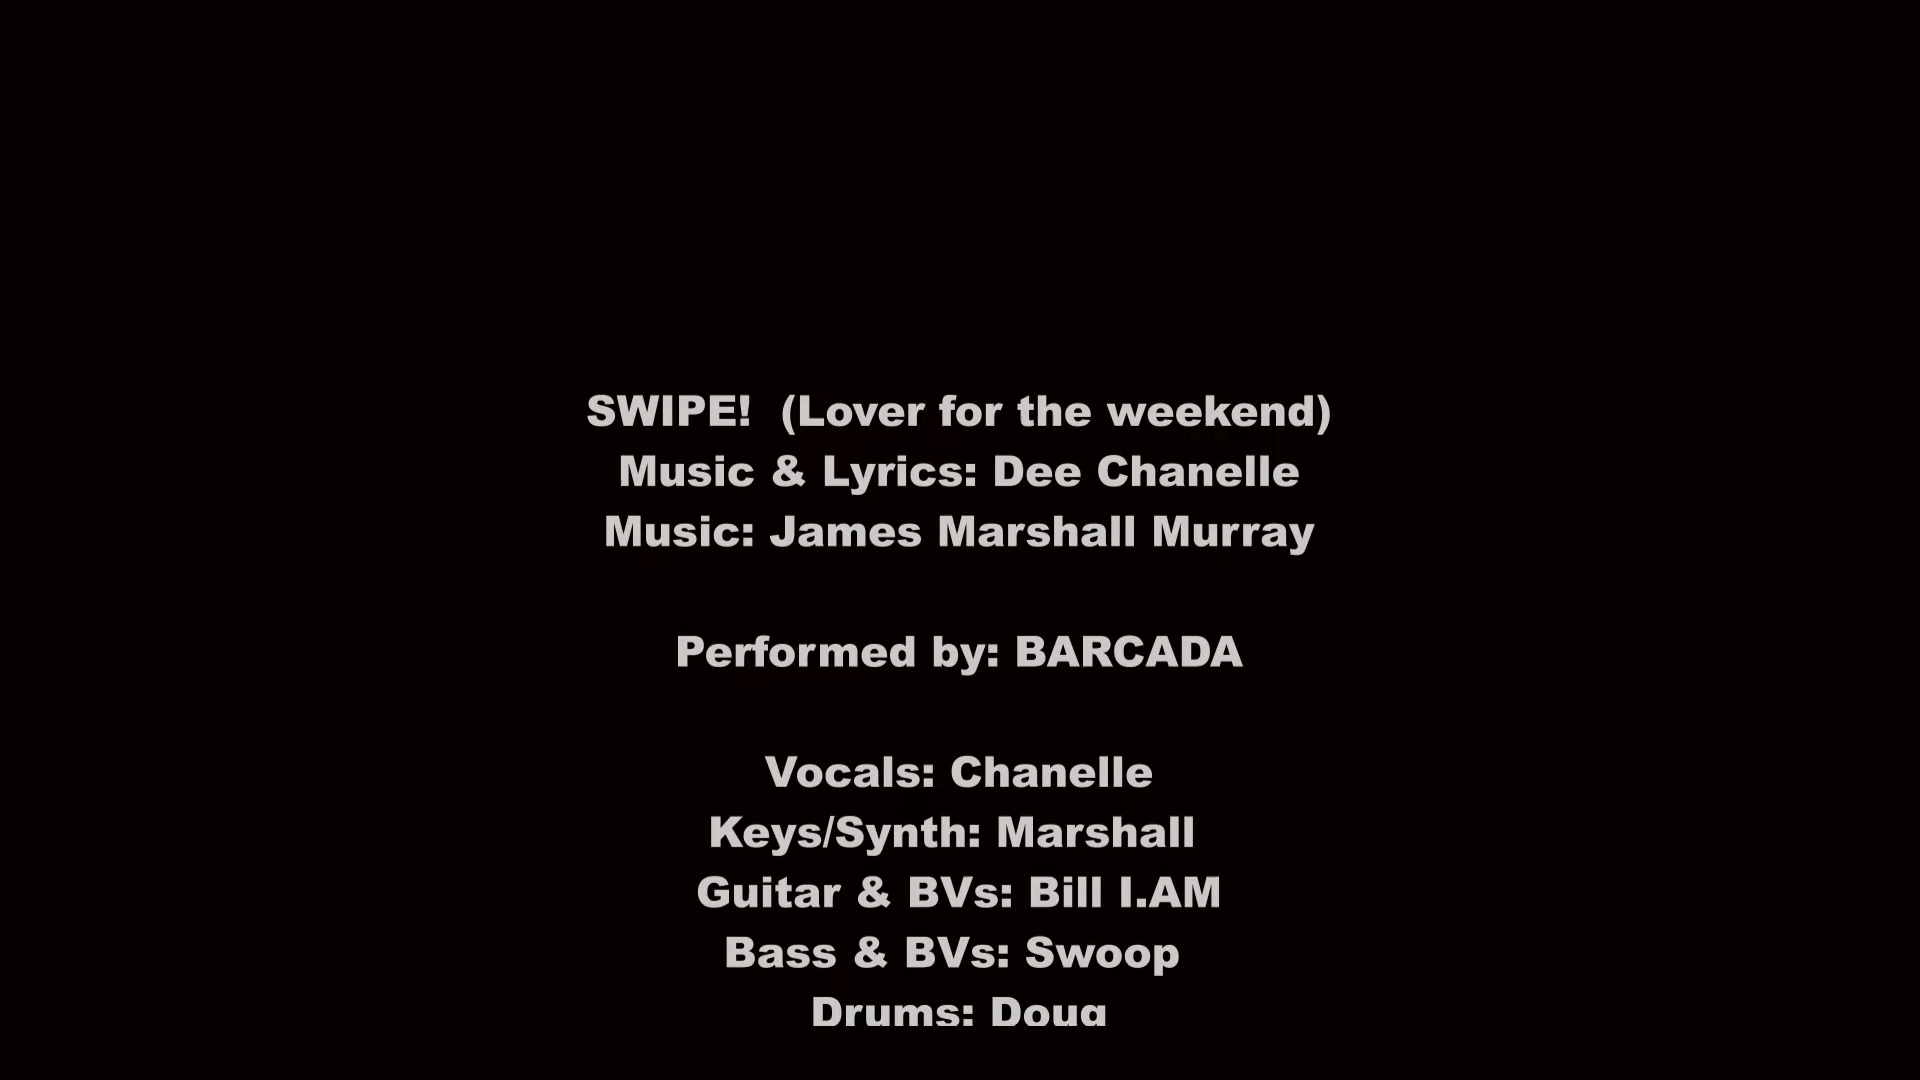 SWIPE!  (Lover for the weekend)
Music & Lyrics: Dee Chanelle
Music: James Marshall Murray
Performed by: BARCADA
Vocals: Chanelle
Keys/Synth: Marshall
Guitar & BVs: Bill I.AM
Bass & BVs: Swoop
Drums: Doug